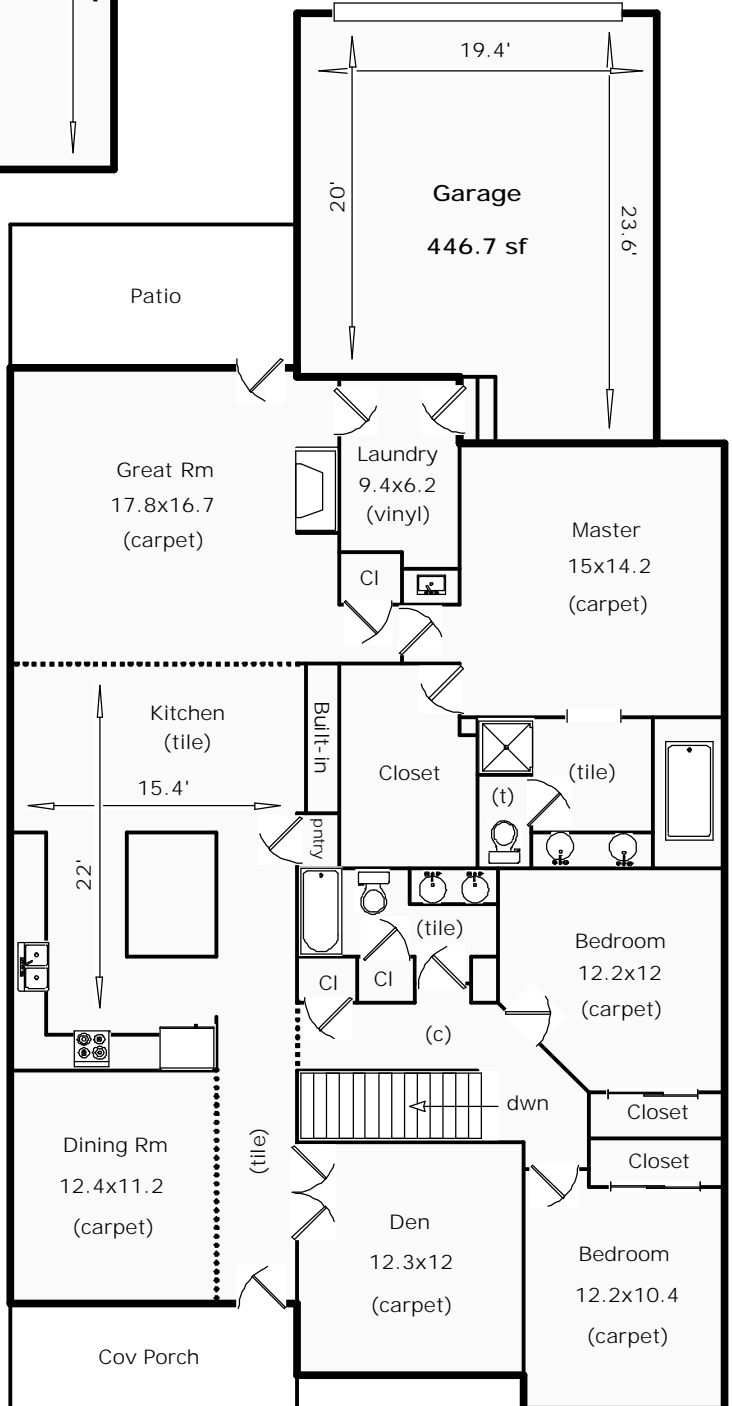 19.4'
20'
Garage
446.7 sf
23.6'
Patio
Great Rm
17.8x16.7
(carpet)
Laundry
9.4x6.2
(vinyl)
Master
15x14.2
(carpet)
Cl
Kitchen
(tile)
15.4'
22'
Built-in
Closet
(tile)
(t)
pntry
(tile)
Cl
Cl
(c)
Bedroom
12.2x12
(carpet)
dwn
Closet
Closet
Dining Rm
12.4x11.2
(carpet)
(tile)
Den
12.3x12
(carpet)
Bedroom
12.2x10.4
(carpet)
Cov Porch